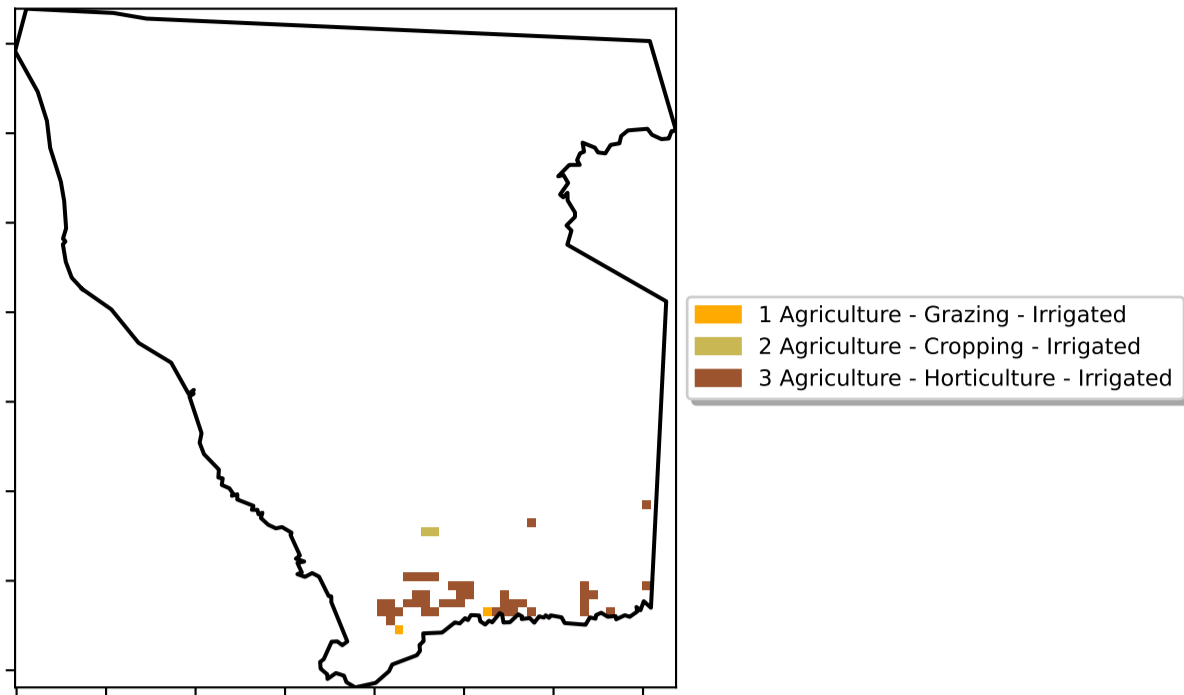 1 Agriculture - Grazing - Irrigated
2 Agriculture - Cropping - Irrigated
3 Agriculture - Horticulture - Irrigated